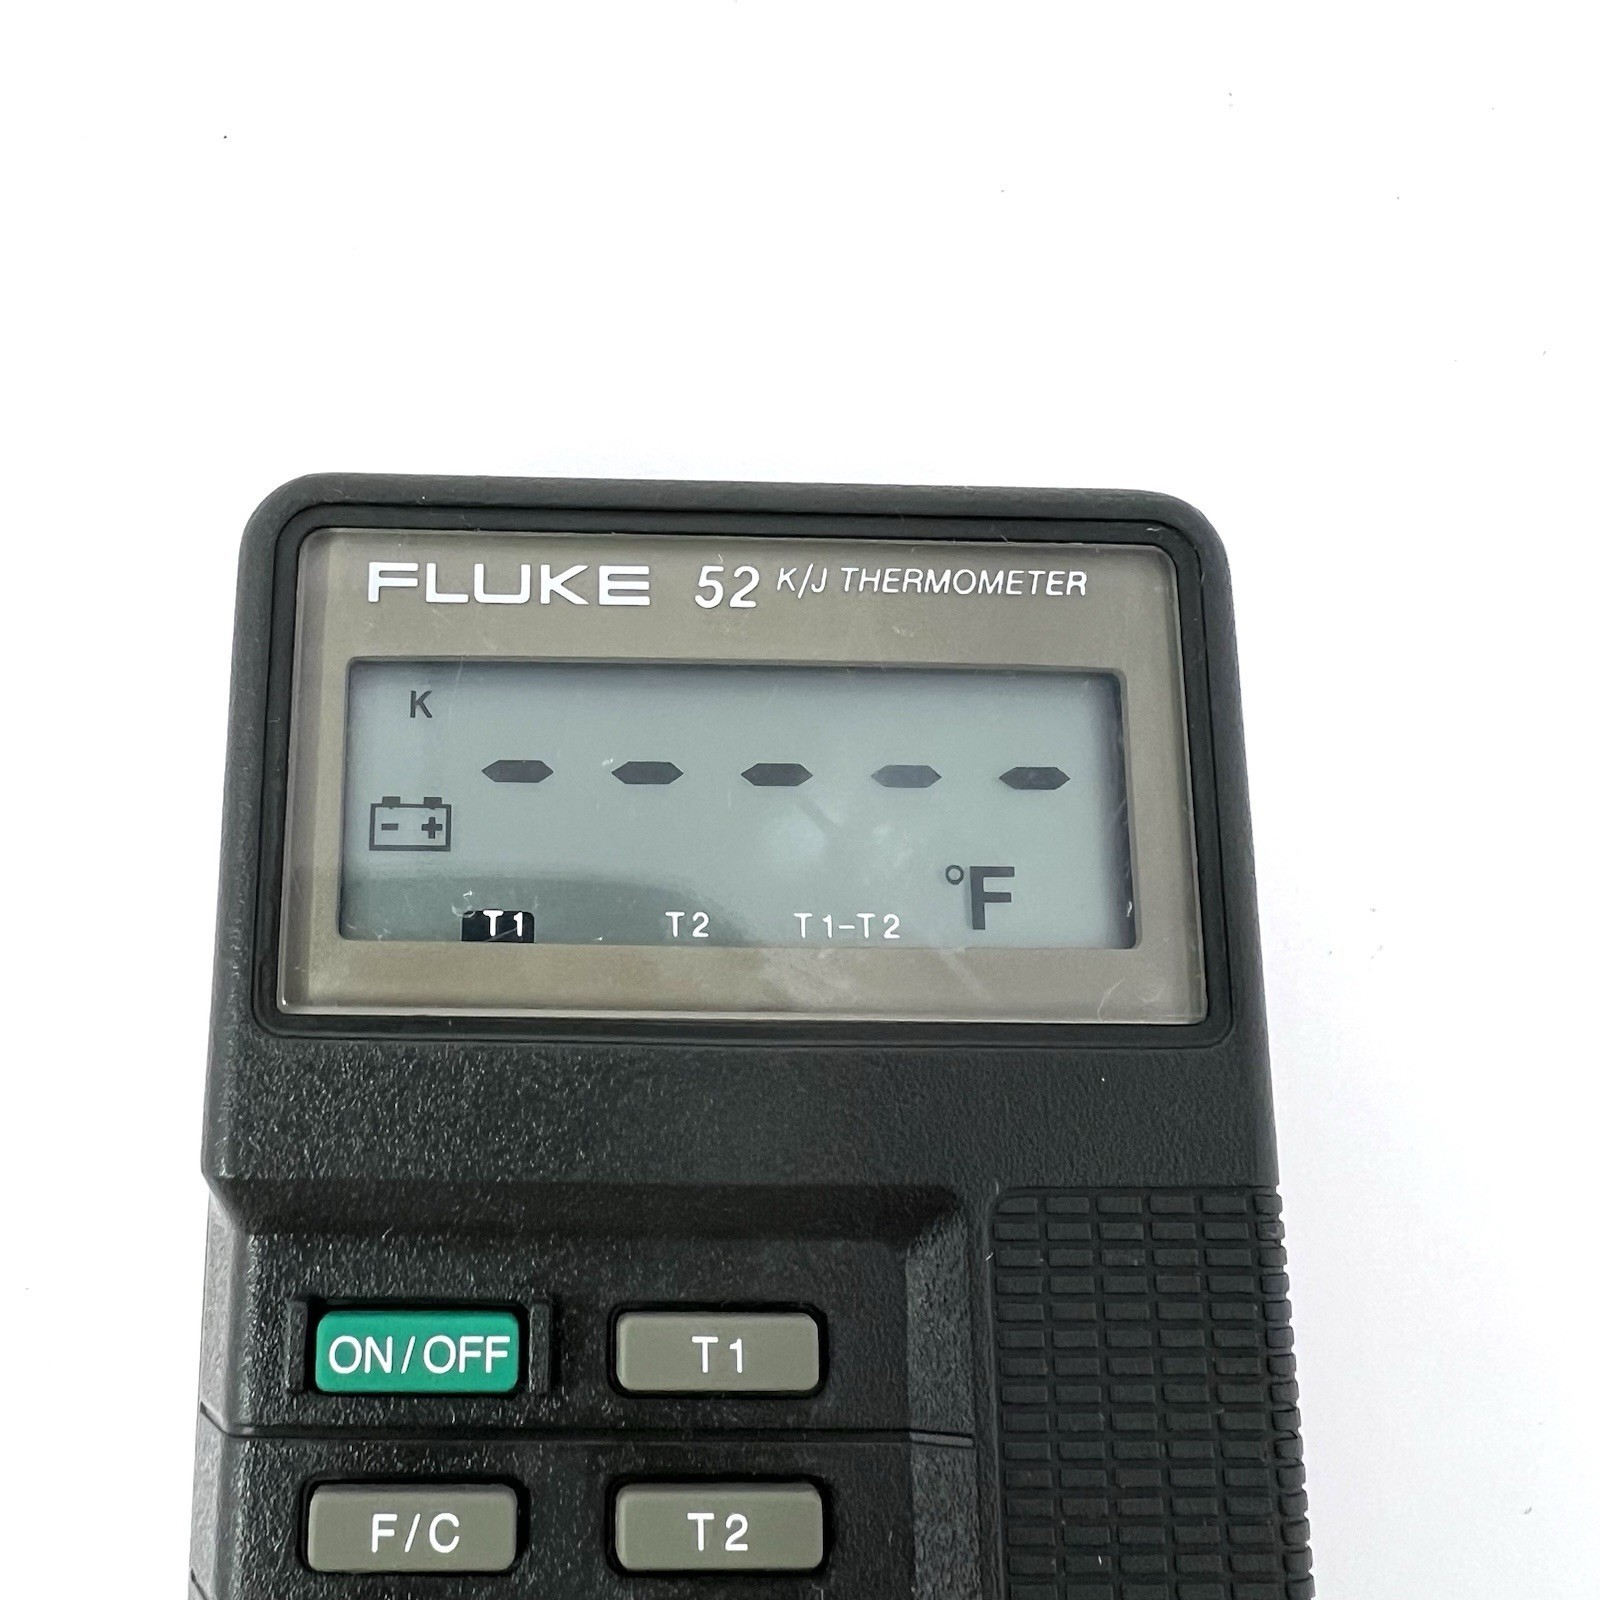 FLUKE 52 K/J THERMOMETER
K
- - - - -
- +
°F
T1 T2 T1-T2
ON/OFF T1
F/C T2